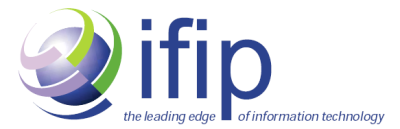 ifip
the leading edge of information technology